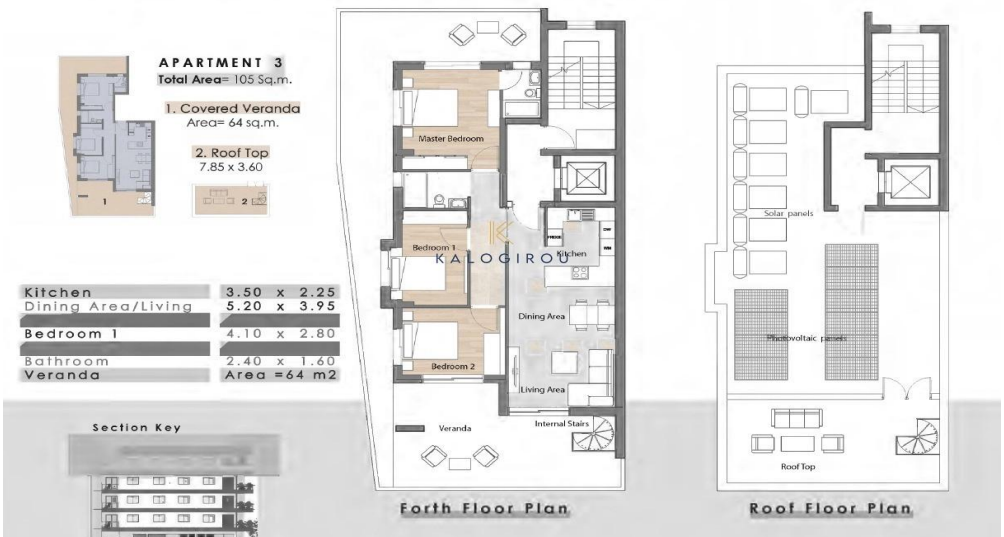 APARTMENT 3
Total Area= 105 Sq.m.
1. Covered Veranda
Area= 64 sq.m.
2. Roof Top
7.85 x 3.60
1
2
Kitchen 3.50 x 2.25
Dining Area/Living 5.20 x 3.95
Bedroom 1 4.10 x 2.80
Bathroom 2.40 x 1.60
Veranda Area =64 m2
Section Key
Master Bedroom
Bedroom 1
KALOGIROU
Kitchen
Dining Area
Bedroom 2
Living Area
Veranda
Internal Stairs
Forth Floor Plan
Solar panels
Photovoltaic panels
Roof Top
Roof Floor Plan